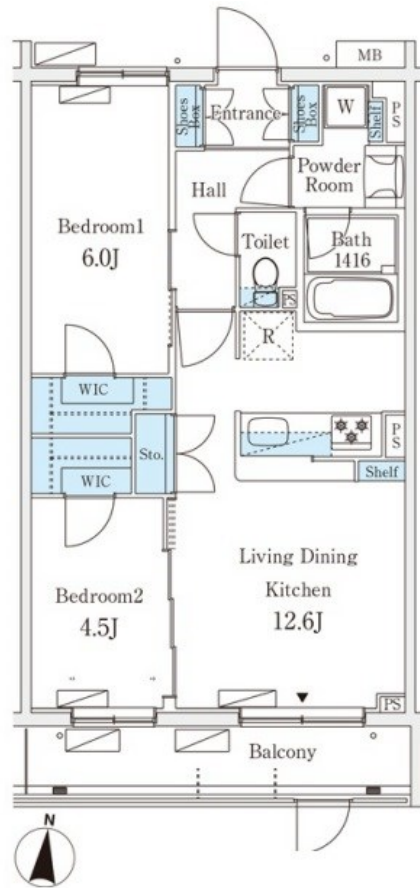 MB
Shoes
Box
Entrance
Shoes
Box
W
Shelf
PS
Powder
Room
Hall
Bedroom1
6.0J
Toilet
Bath
1416
PS
R
WIC
Sto.
WIC
PS
Shelf
Living Dining
Kitchen
12.6J
Bedroom2
4.5J
PS
Balcony
N